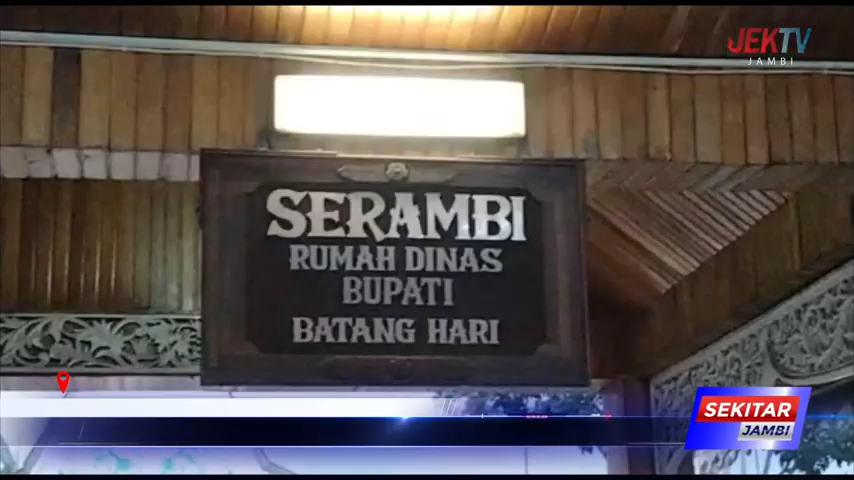 JEKTV
JAMBI
SERAMBI
RUMAH DINAS
BUPATI
BATANG HARI
SEKITAR
JAMBI